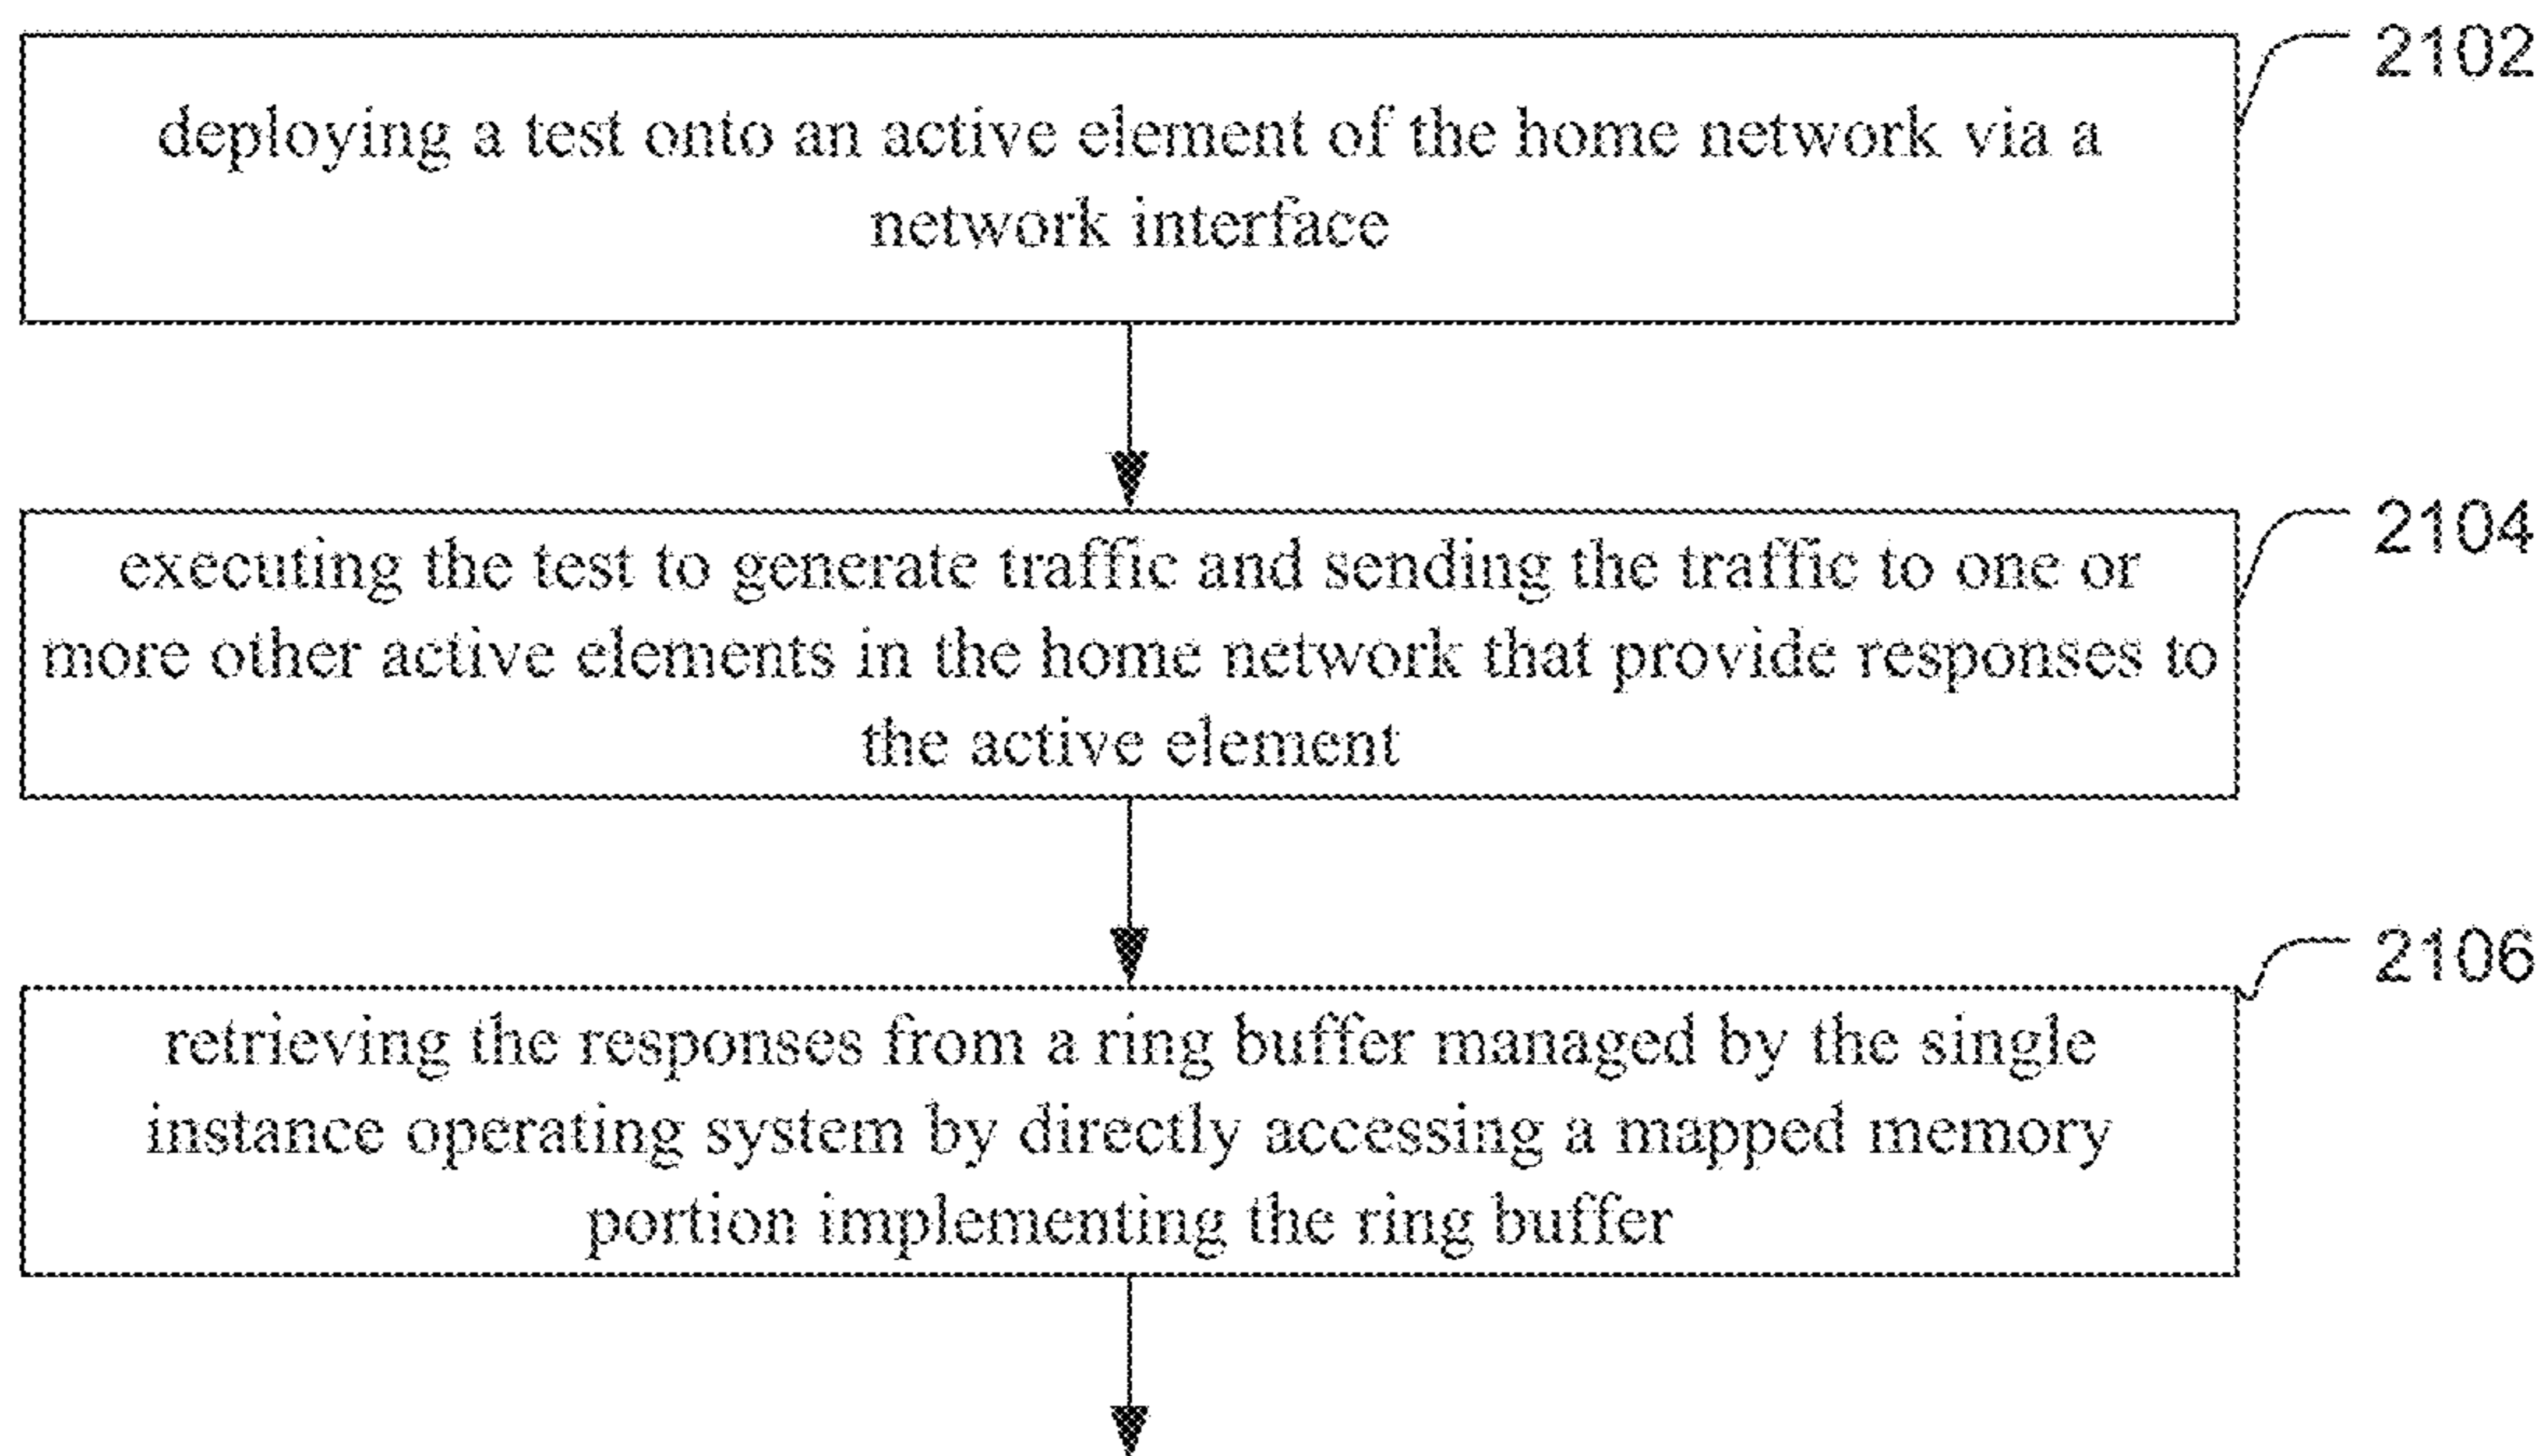 2102
deploying a test onto an active element of the home network via a
network interface
2104
executing the test to generate traffic and sending the traffic to one or
more other active elements in the home network that provide responses to
the active element
2106
retrieving the responses from a ring buffer managed by the single
instance operating system by directly accessing a mapped memory
portion implementing the ring buffer